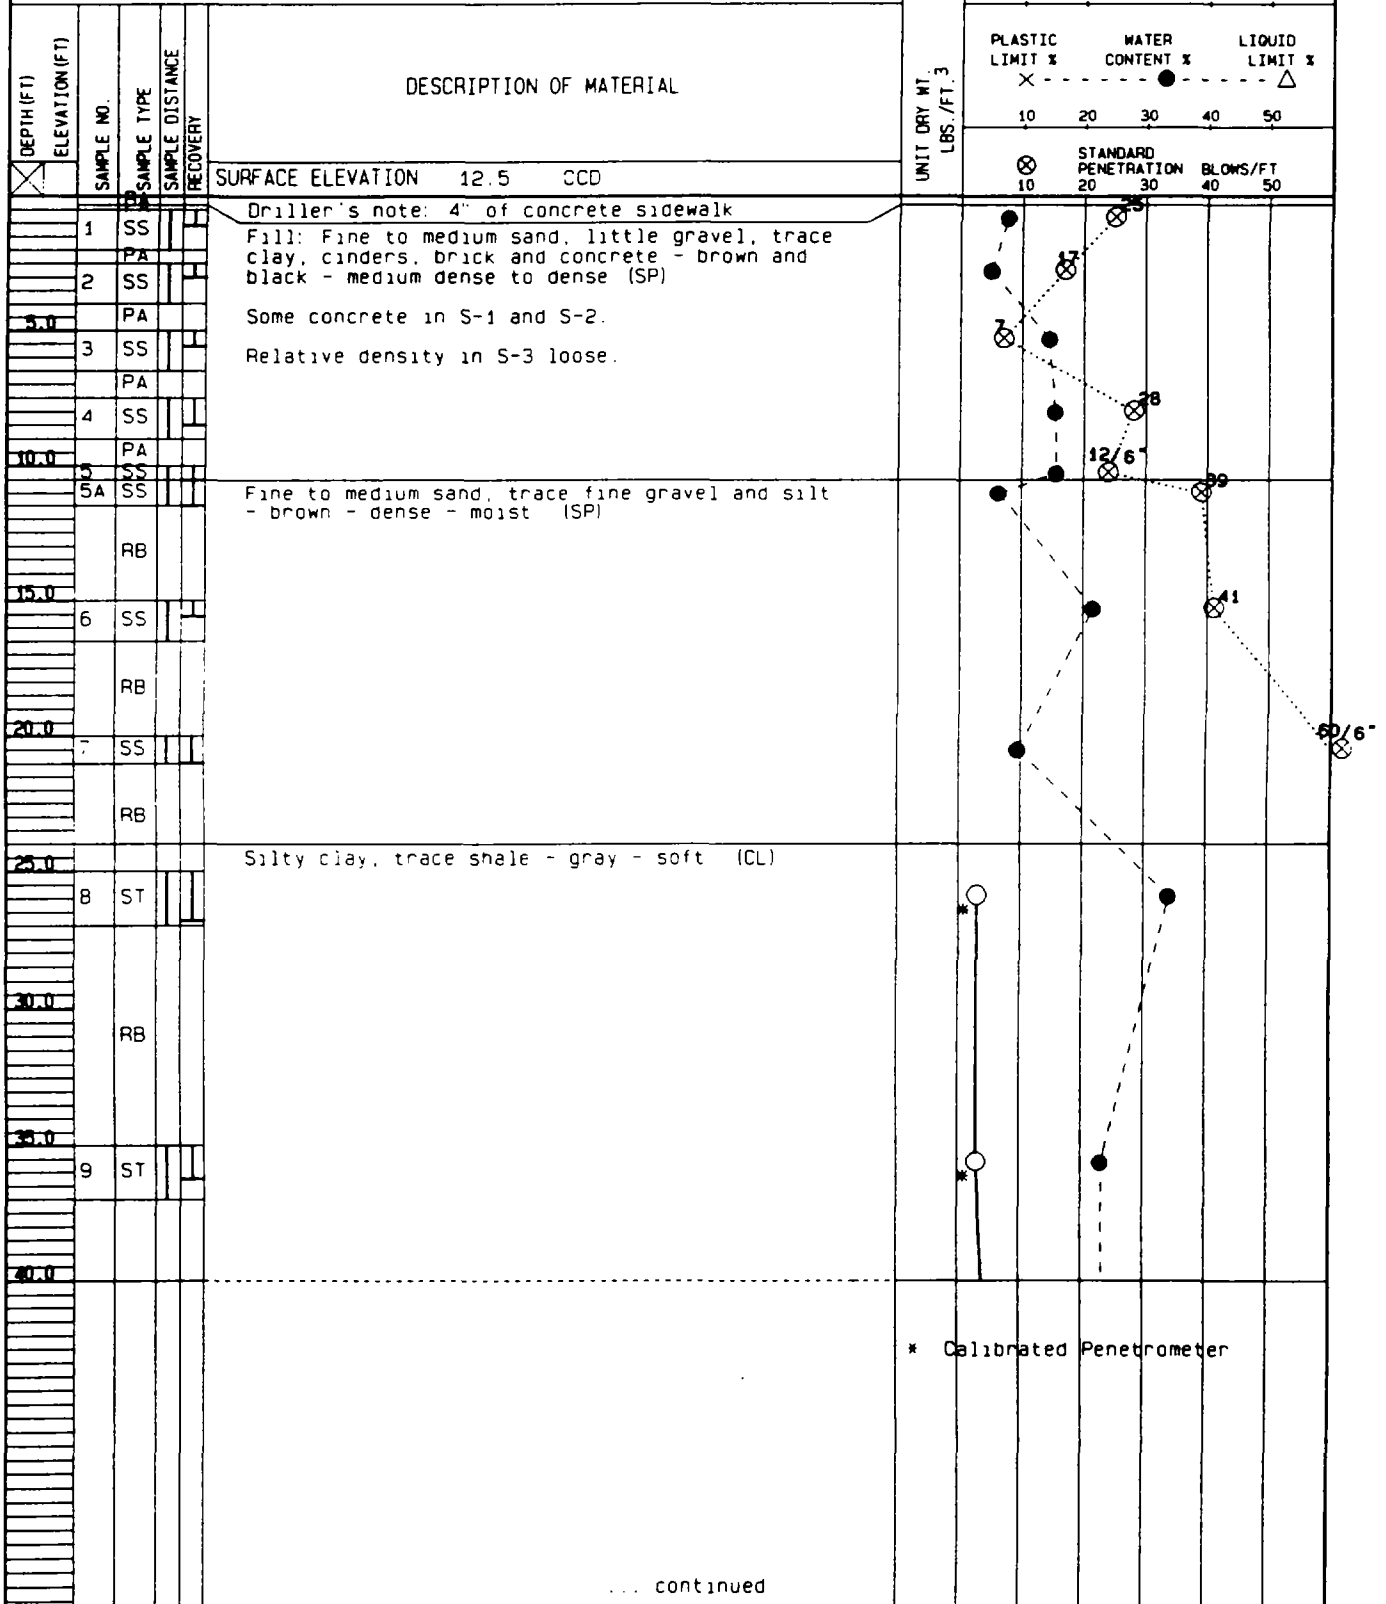 DEPTH (FT)
ELEVATION (FT)
SAMPLE NO.
SAMPLE TYPE
SAMPLE DISTANCE
RECOVERY
DESCRIPTION OF MATERIAL
UNIT DRY WT.
LBS./FT.3
PLASTIC WATER LIQUID
LIMIT % CONTENT % LIMIT %
10 20 30 40 50
STANDARD
PENETRATION BLOWS/FT
10 20 30 40 50
SURFACE ELEVATION 12.5 CCD
Driller's note: 4" of concrete sidewalk
25
1 SS
Fill: Fine to medium sand, little gravel, trace
PA
clay, cinders, brick and concrete - brown and
17
2 SS
black - medium dense to dense (SP)
5.0
PA
Some concrete in S-1 and S-2.
7
3 SS
Relative density in S-3 loose.
PA
28
4 SS
10.0
PA
12/6"
5 SS
39
5A SS
Fine to medium sand, trace fine gravel and silt
- brown - dense - moist (SP)
RB
15.0
41
6 SS
RB
20.0
60/6"
7 SS
RB
25.0
Silty clay, trace shale - gray - soft (CL)
8 ST
*
30.0
RB
35.0
9 ST
*
40.0
* Calibrated Penetrometer
... continued